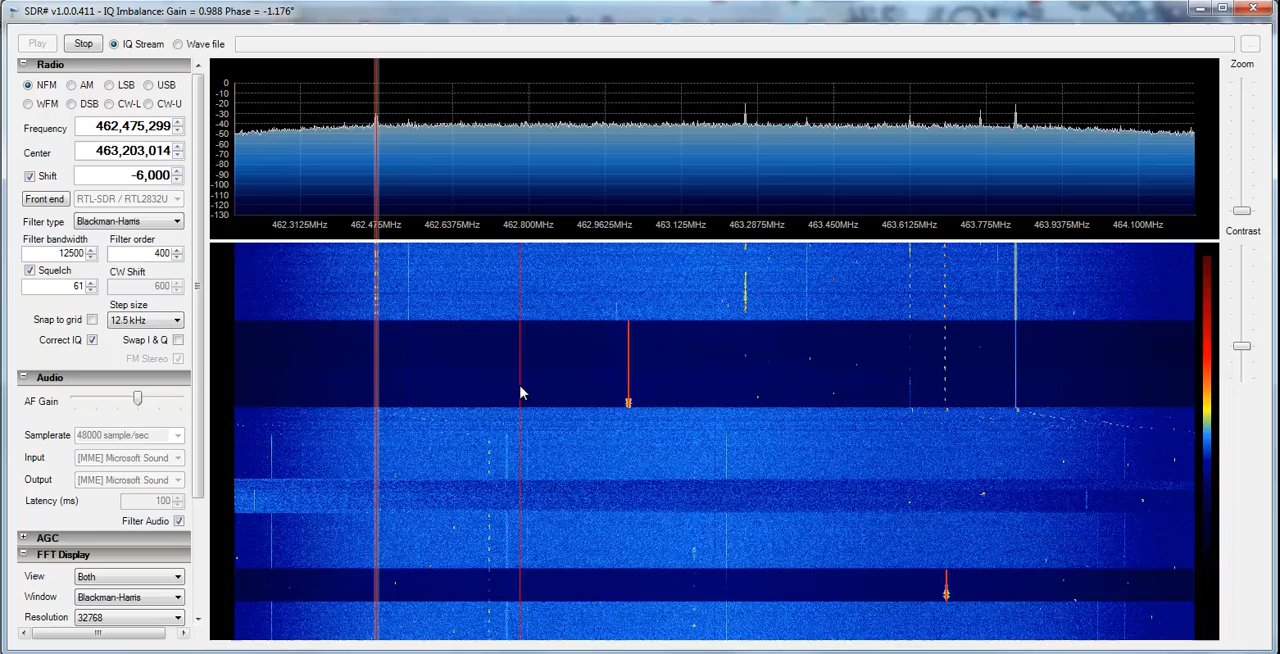 SDR# v1.0.0.411 - IQ Imbalance: Gain = 0.988 Phase = -1.176°
Play Stop IQ Stream Wave file ...
Radio
NFM AM LSB USB
WFM DSB CW-L CW-U
Frequency 462,475,299
Center 463,203,014
Shift -6,000
Front end RTL-SDR / RTL2832U
Filter type Blackman-Harris
Filter bandwidth Filter order
12500 400
Squelch CW Shift
61 600
Step size
Snap to grid 12.5 kHz
Correct IQ Swap I & Q
FM Stereo
Audio
AF Gain
Samplerate 48000 sample/sec
Input [MME] Microsoft Sound
Output [MME] Microsoft Sound
Latency (ms) 100
Filter Audio
AGC
FFT Display
View Both
Window Blackman-Harris
Resolution 32768
0
-10
-20
-30
-40
-50
-60
-70
-80
-90
-100
-110
-120
-130
462.3125MHz 462.475MHz 462.6375MHz 462.800MHz 462.9625MHz 463.125MHz 463.2875MHz 463.450MHz 463.6125MHz 463.775MHz 463.9375MHz 464.100MHz
Zoom
Contrast